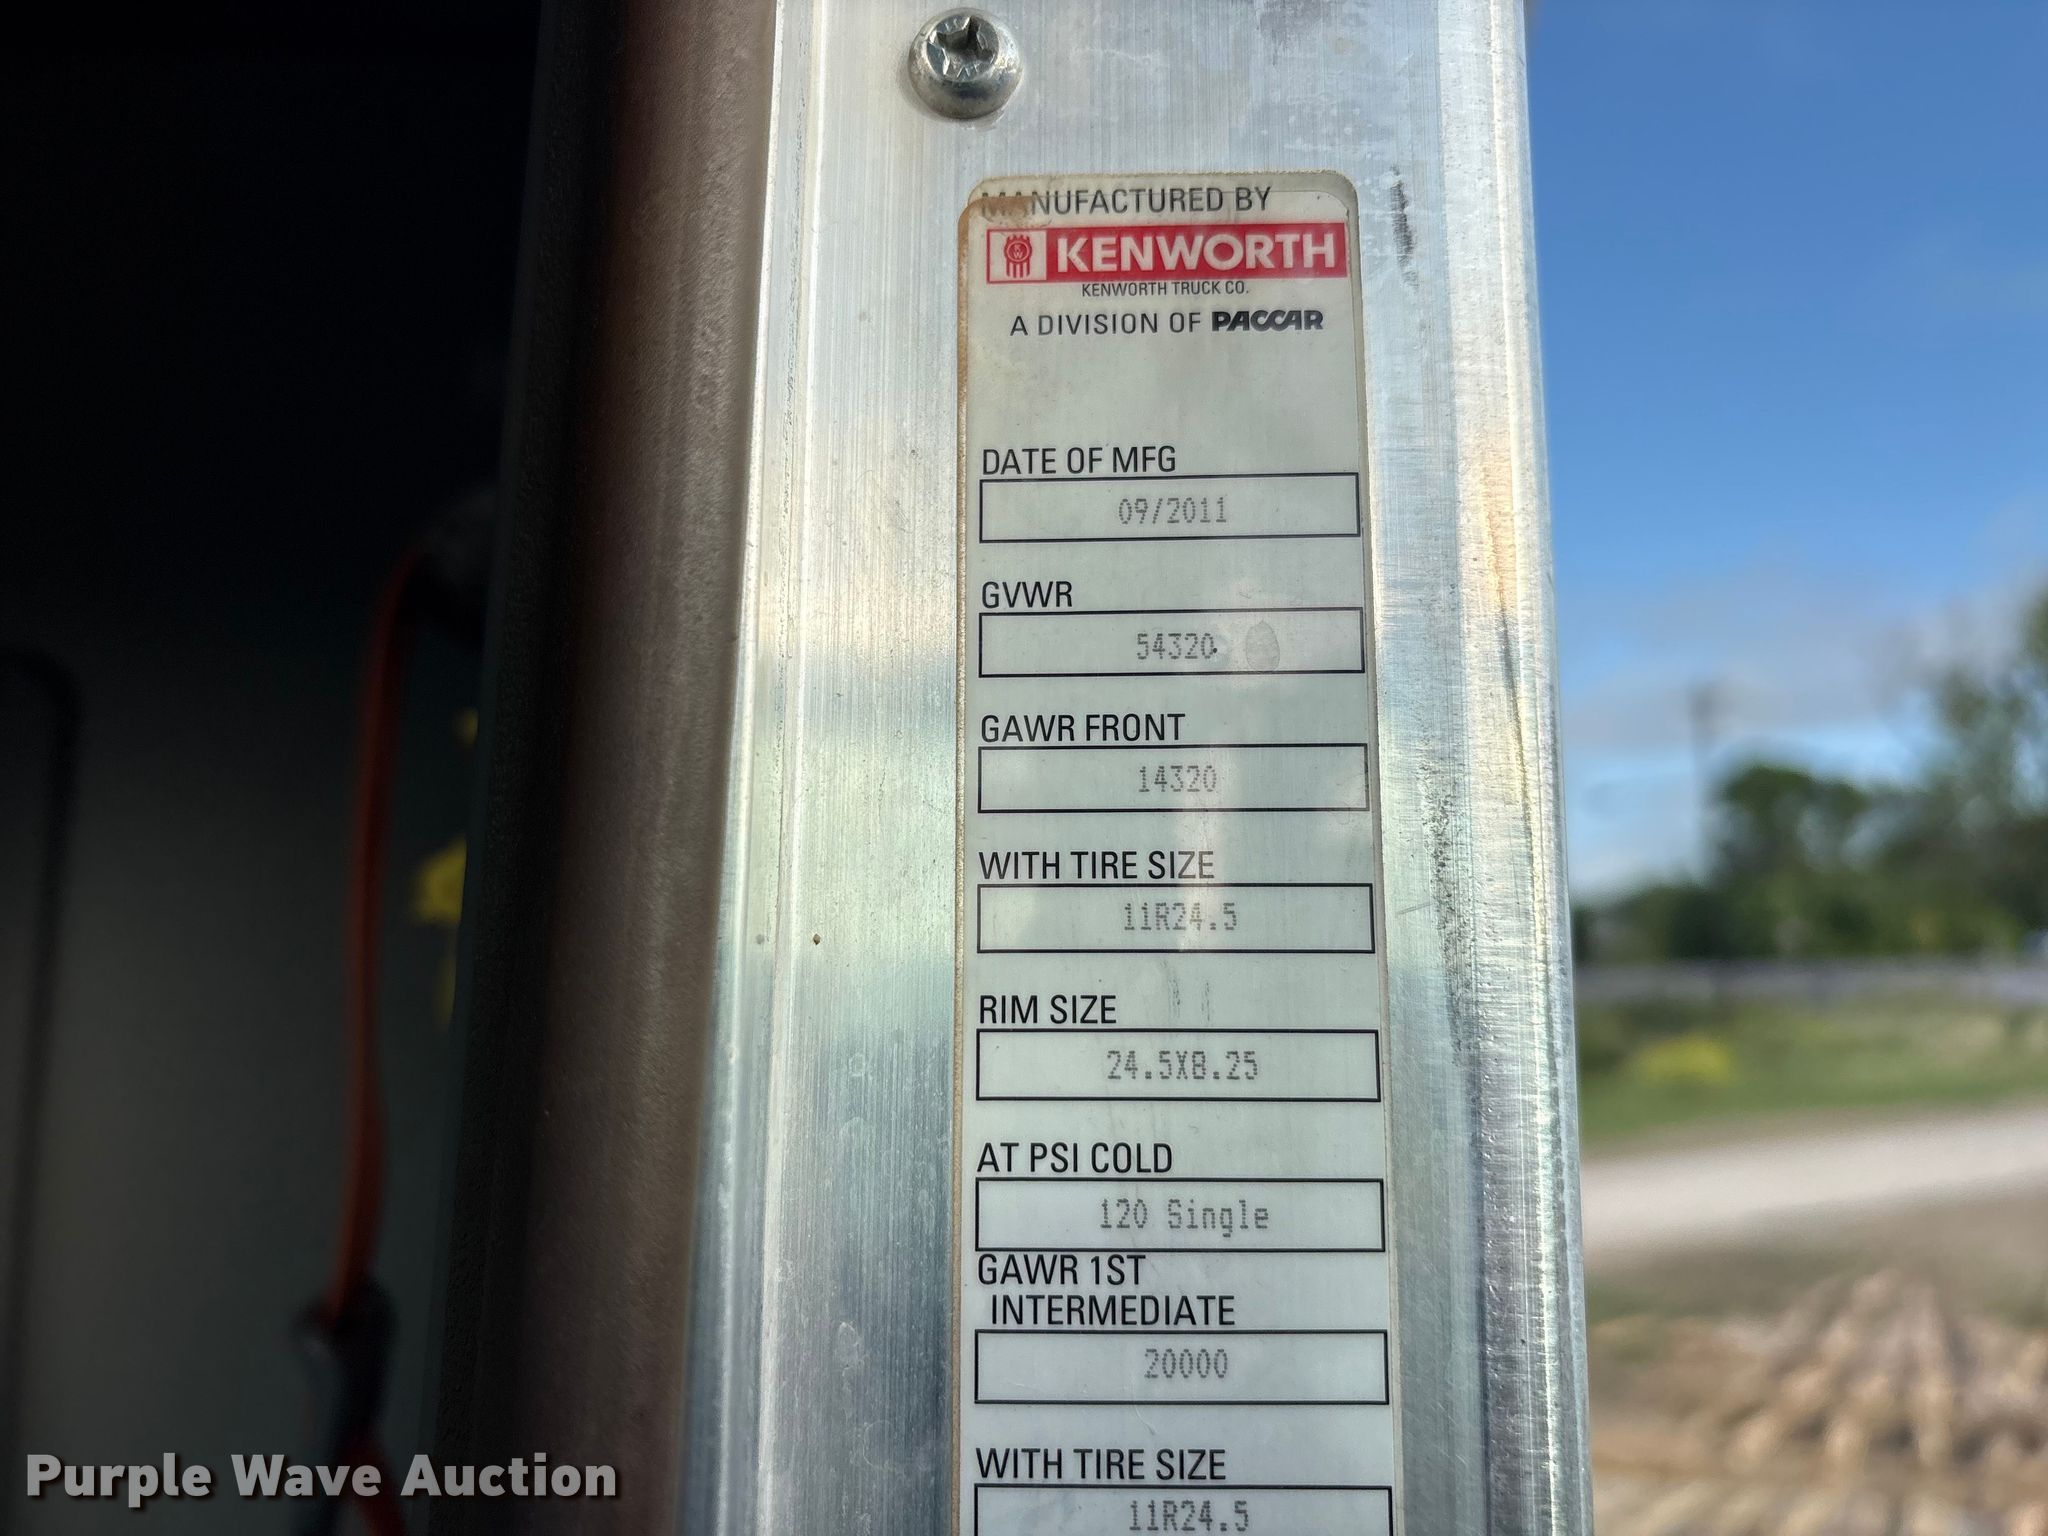 MANUFACTURED BY
KENWORTH
KENWORTH TRUCK CO.
A DIVISION OF PACCAR
DATE OF MFG
09/2011
GVWR
54320
GAWR FRONT
14320
WITH TIRE SIZE
11R24.5
RIM SIZE
24.5X8.25
AT PSI COLD
120 Single
GAWR 1ST
INTERMEDIATE
20000
WITH TIRE SIZE
11R24.5
Purple Wave Auction